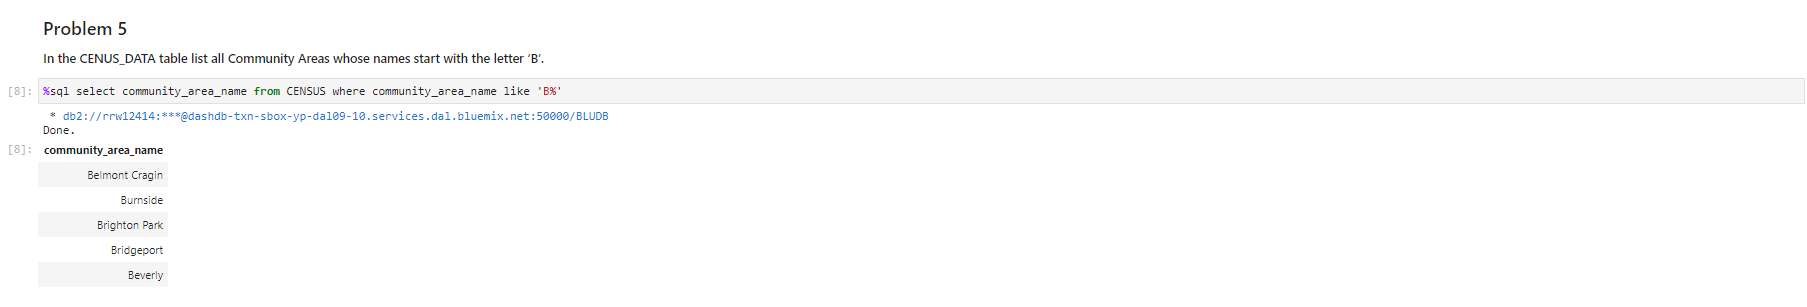 Problem 5
In the CENUS_DATA table list all Community Areas whose names start with the letter ‘B’.
[8]: %sql select community_area_name from CENSUS where community_area_name like 'B%'
* db2://rrw12414:***@dashdb-txn-sbox-yp-dal09-10.services.dal.bluemix.net:50000/BLUDB
Done.
[8]: community_area_name
Belmont Cragin
Burnside
Brighton Park
Bridgeport
Beverly